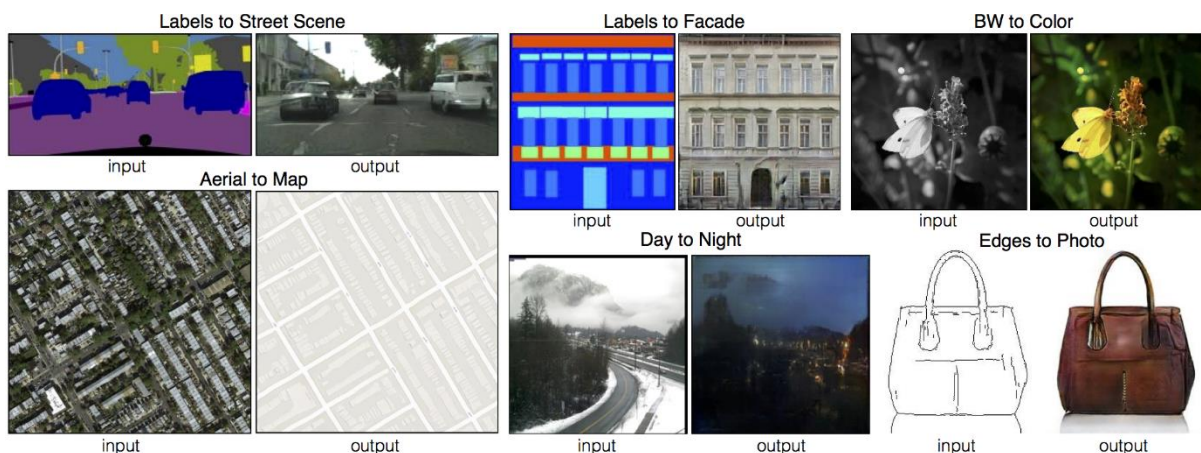 Labels to Street Scene
input
output
Aerial to Map
input
output
Labels to Facade
input
output
BW to Color
input
output
Day to Night
input
output
Edges to Photo
input
output